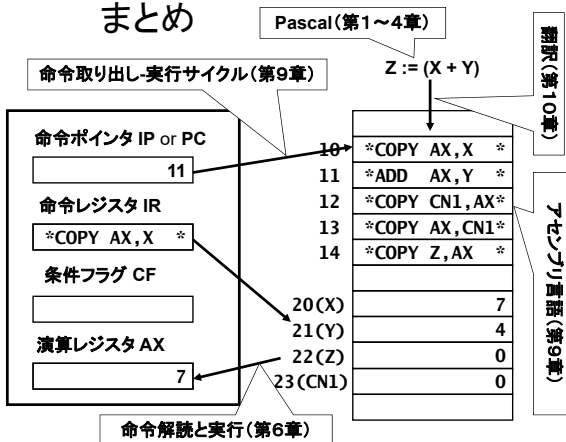 まとめ
Pascal(第1~4章)
Z := (X + Y)
翻訳(第10章)
命令取り出し-実行サイクル(第9章)
命令ポインタ IP or PC
11
命令レジスタ IR
*COPY AX,X *
条件フラグ CF
演算レジスタ AX
7
10 *COPY AX,X *
11 *ADD AX,Y *
12 *COPY CN1,AX*
13 *COPY AX,CN1*
14 *COPY Z,AX *
20(X) 7
21(Y) 4
22(Z) 0
23(CN1) 0
アセンブリ言語(第9章)
命令解読と実行(第6章)